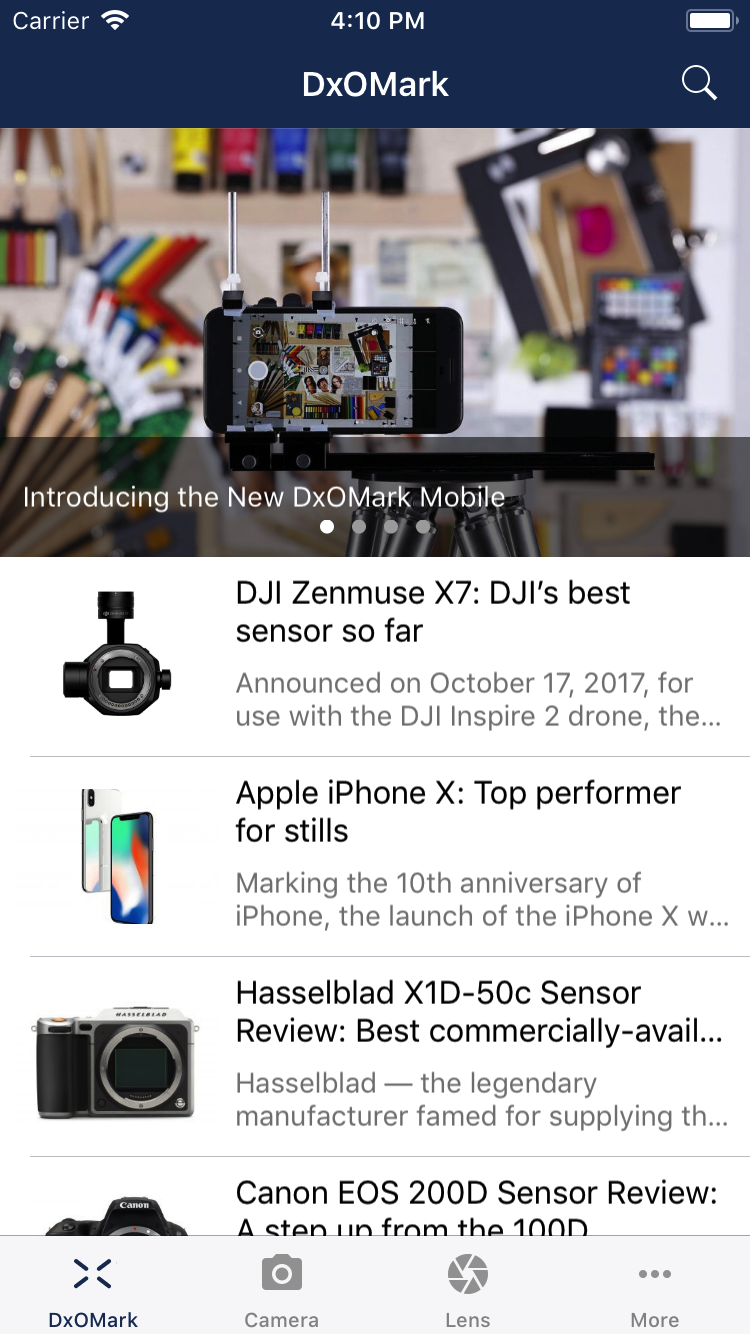 Carrier 4:10 PM
DxOMark
Introducing the New DxOMark Mobile
DJI Zenmuse X7: DJI’s best
sensor so far
Announced on October 17, 2017, for
use with the DJI Inspire 2 drone, the...
Apple iPhone X: Top performer
for stills
Marking the 10th anniversary of
iPhone, the launch of the iPhone X w...
HASSELBLAD
Hasselblad X1D-50c Sensor
Review: Best commercially-avail...
Hasselblad — the legendary
manufacturer famed for supplying th...
Canon
Canon EOS 200D Sensor Review:
A step up from the 100D
DxOMark Camera Lens More